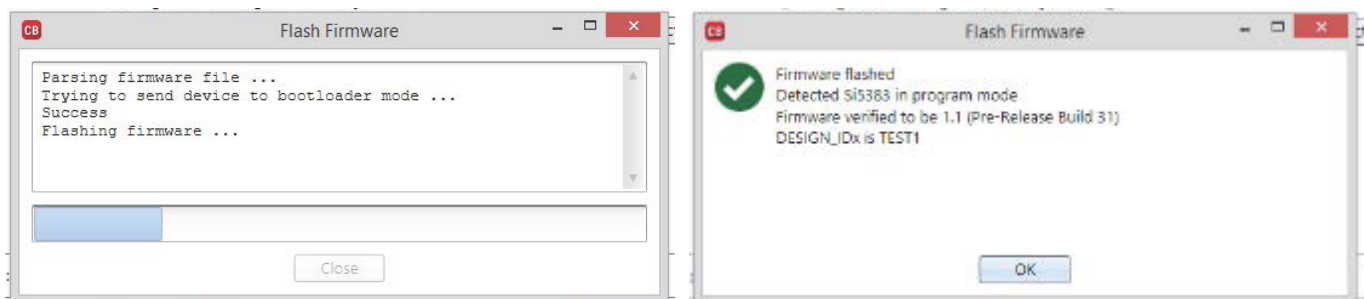 CB Flash Firmware
Parsing firmware file ...
Trying to send device to bootloader mode ...
Success
Flashing firmware ...
Close
CB Flash Firmware
Firmware flashed
Detected Si5383 in program mode
Firmware verified to be 1.1 (Pre-Release Build 31)
DESIGN_IDx is TEST1
OK